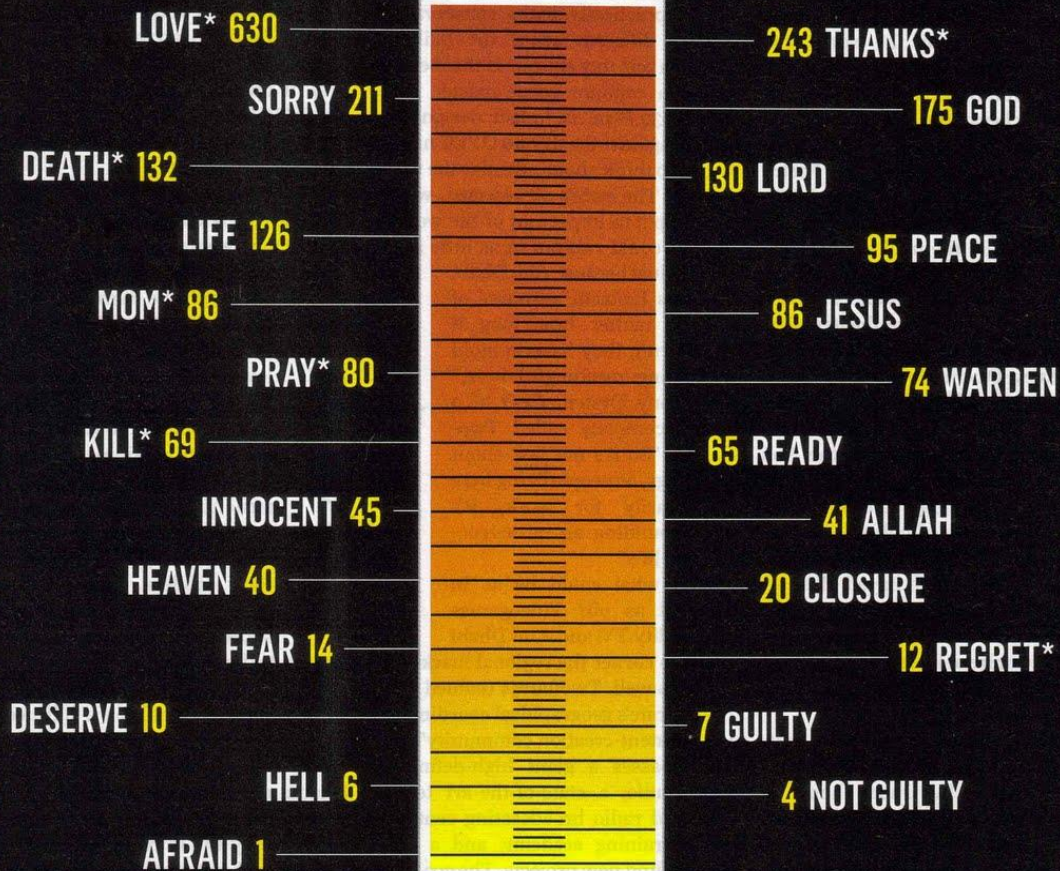 LOVE* 630
243 THANKS*
SORRY 211
175 GOD
DEATH* 132
130 LORD
LIFE 126
95 PEACE
MOM* 86
86 JESUS
PRAY* 80
74 WARDEN
KILL* 69
65 READY
INNOCENT 45
41 ALLAH
HEAVEN 40
20 CLOSURE
FEAR 14
12 REGRET*
DESERVE 10
7 GUILTY
HELL 6
4 NOT GUILTY
AFRAID 1